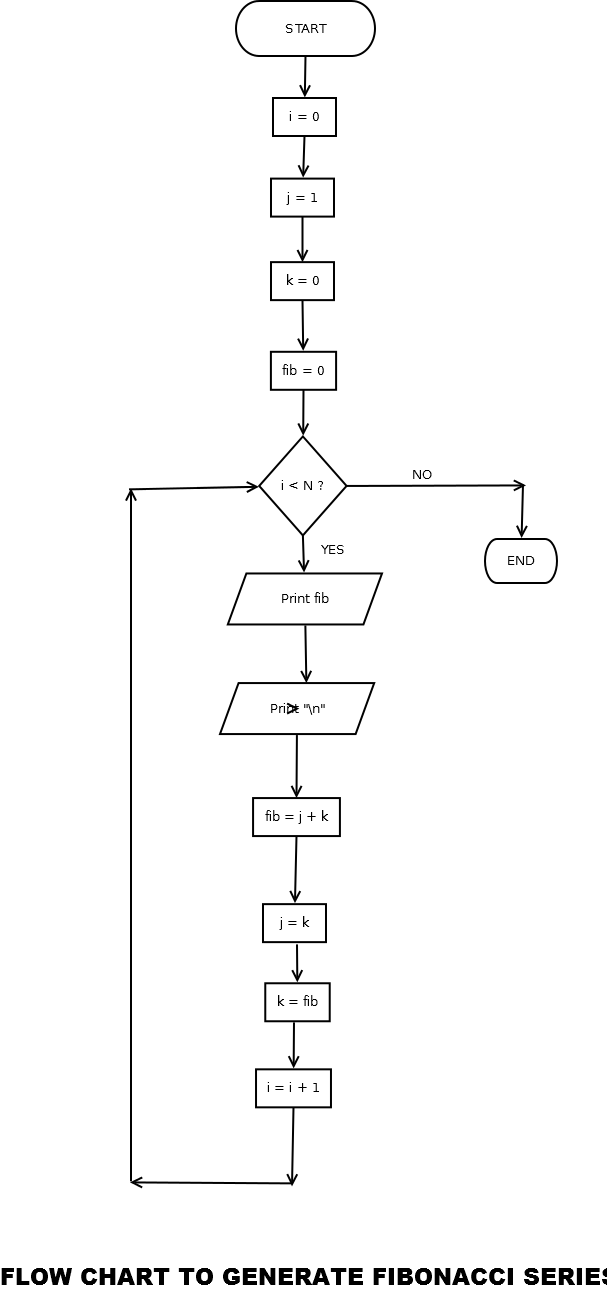 START
i = 0
j = 1
k = 0
fib = 0
i < N ?
NO
END
YES
Print fib
Print "\n"
fib = j + k
j = k
k = fib
i = i + 1
FLOW CHART TO GENERATE FIBONACCI SERIES